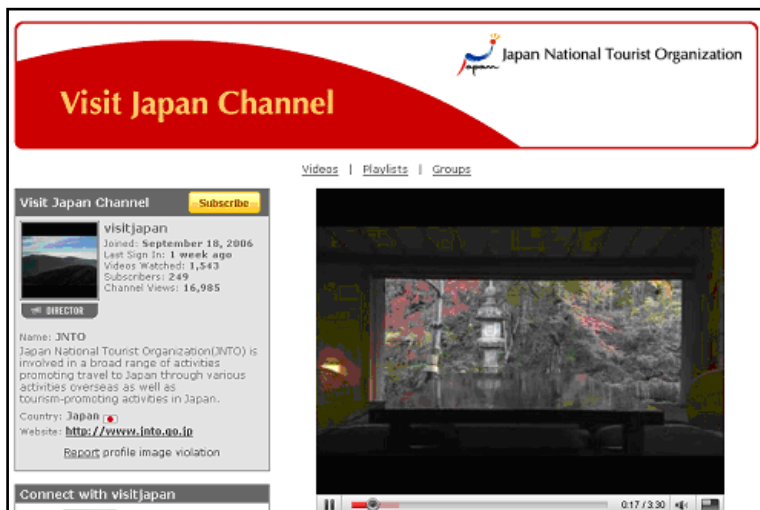 Japan
Japan National Tourist Organization
Visit Japan Channel
Videos | Playlists | Groups
Visit Japan Channel
Subscribe
visitjapan
Joined: September 18, 2006
Last Sign In: 1 week ago
Videos Watched: 1,543
Subscribers: 249
Channel Views: 16,985
DIRECTOR
Name: JNTO
Japan National Tourist Organization(JNTO) is
involved in a broad range of activities
promoting travel to Japan through various
activities overseas as well as
tourism-promoting activities in Japan.
Country: Japan
Website: http://www.jnto.go.jp
Report profile image violation
Connect with visitjapan
0:17 / 3:30